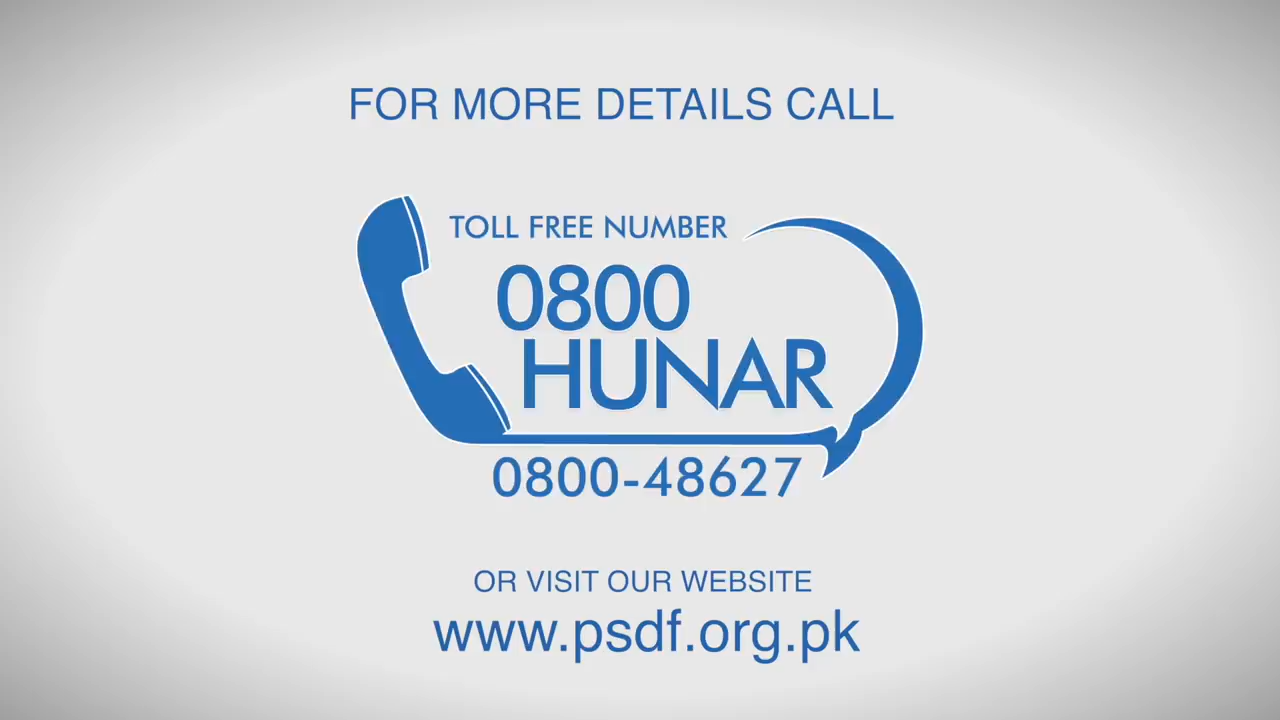 FOR MORE DETAILS CALL
TOLL FREE NUMBER
0800
HUNAR
0800-48627
OR VISIT OUR WEBSITE
www.psdf.org.pk